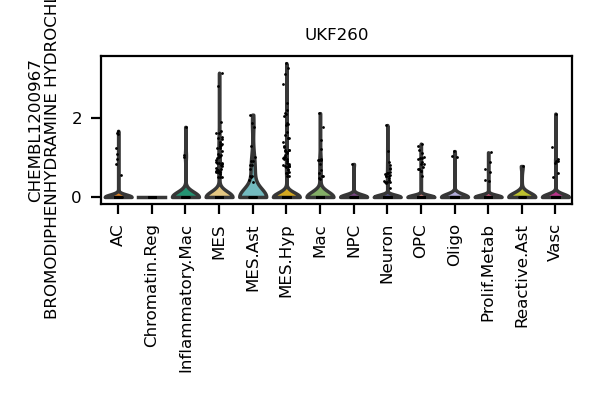 UKF260
CHEMBL1200967
BROMODIPHENHYDRAMINE
2
0
AC
Chromatin.Reg
Inflammatory.Mac
MES
MES.Ast
MES.Hyp
Mac
NPC
Neuron
OPC
Oligo
Prolif.Metab
Reactive.Ast
Vasc